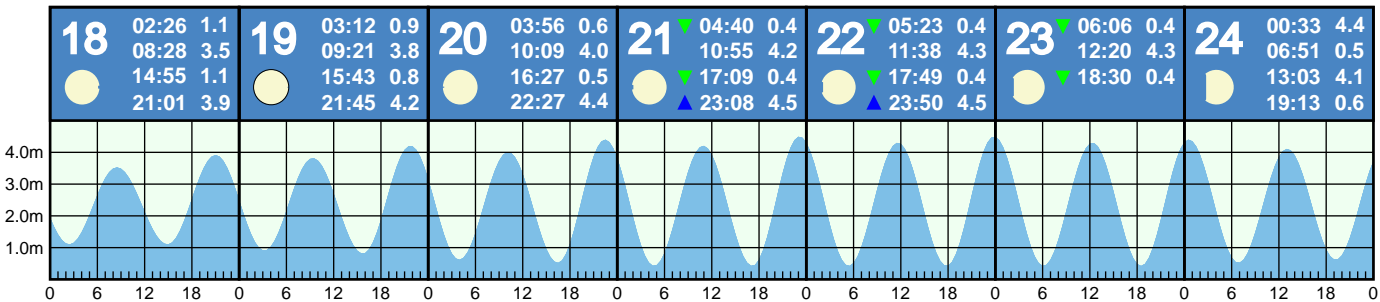 18 02:26 1.1
08:28 3.5
14:55 1.1
21:01 3.9
19 03:12 0.9
09:21 3.8
15:43 0.8
21:45 4.2
20 03:56 0.6
10:09 4.0
16:27 0.5
22:27 4.4
21 ▼ 04:40 0.4
10:55 4.2
▼ 17:09 0.4
▲ 23:08 4.5
22 ▼ 05:23 0.4
11:38 4.3
▼ 17:49 0.4
▲ 23:50 4.5
23 ▼ 06:06 0.4
12:20 4.3
▼ 18:30 0.4
24 00:33 4.4
06:51 0.5
13:03 4.1
19:13 0.6
4.0m
3.0m
2.0m
1.0m
0 6 12 18 0 6 12 18 0 6 12 18 0 6 12 18 0 6 12 18 0 6 12 18 0 6 12 18 0